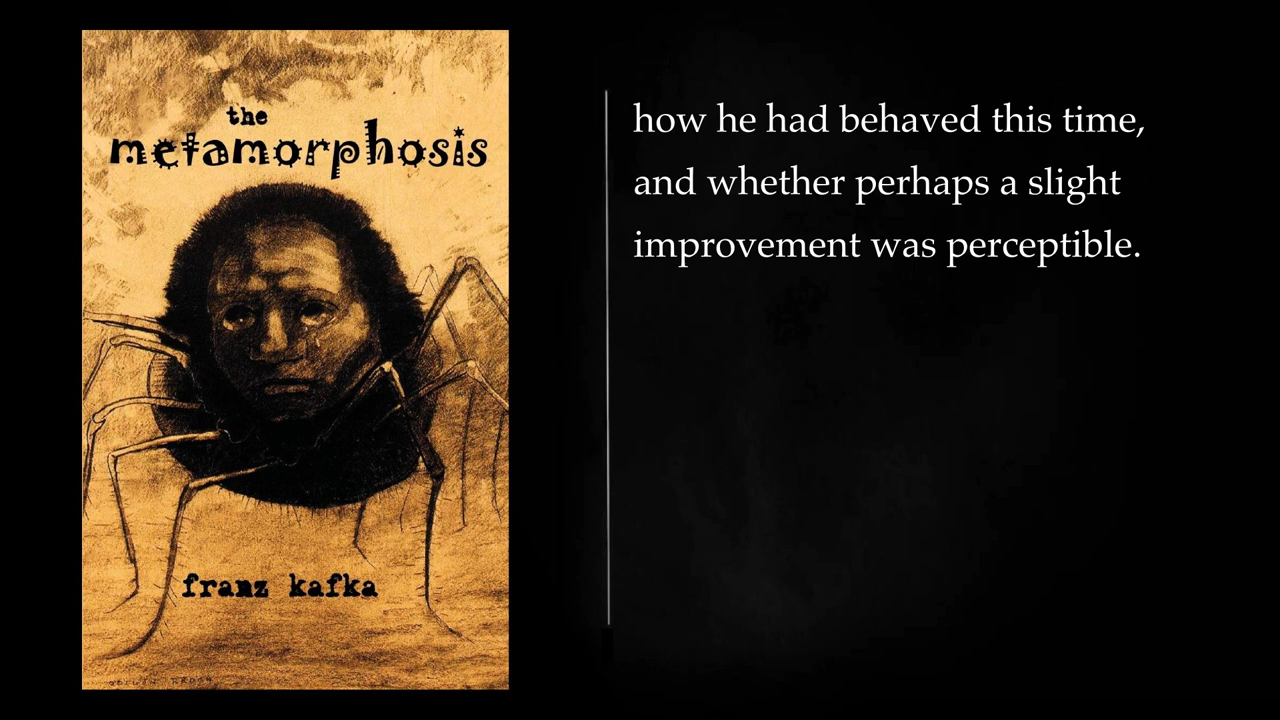 the
metamorphosis
franz kafka
how he had behaved this time,
and whether perhaps a slight
improvement was perceptible.